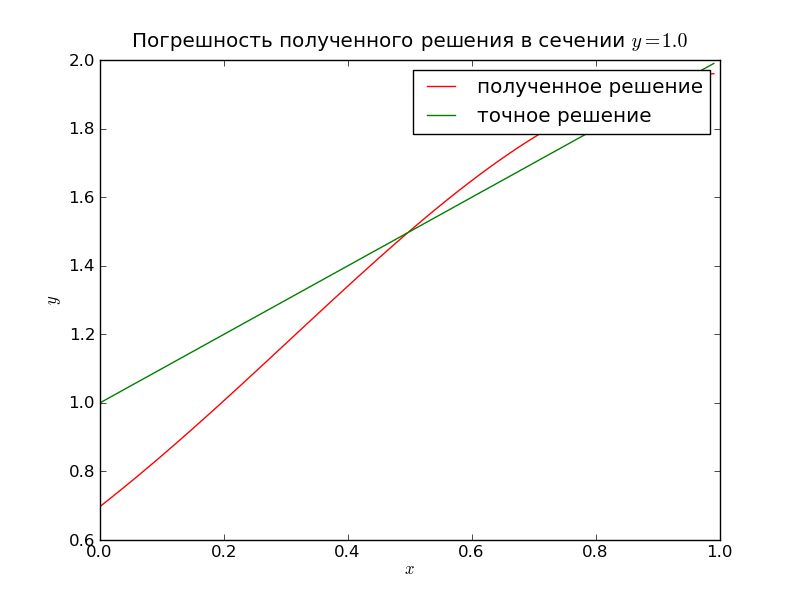 Погрешность полученного решения в сечении y = 1.0
полученное решение
точное решение
2.0
1.8
1.6
1.4
1.2
1.0
0.8
0.6
y
0.0 0.2 0.4 0.6 0.8 1.0
x